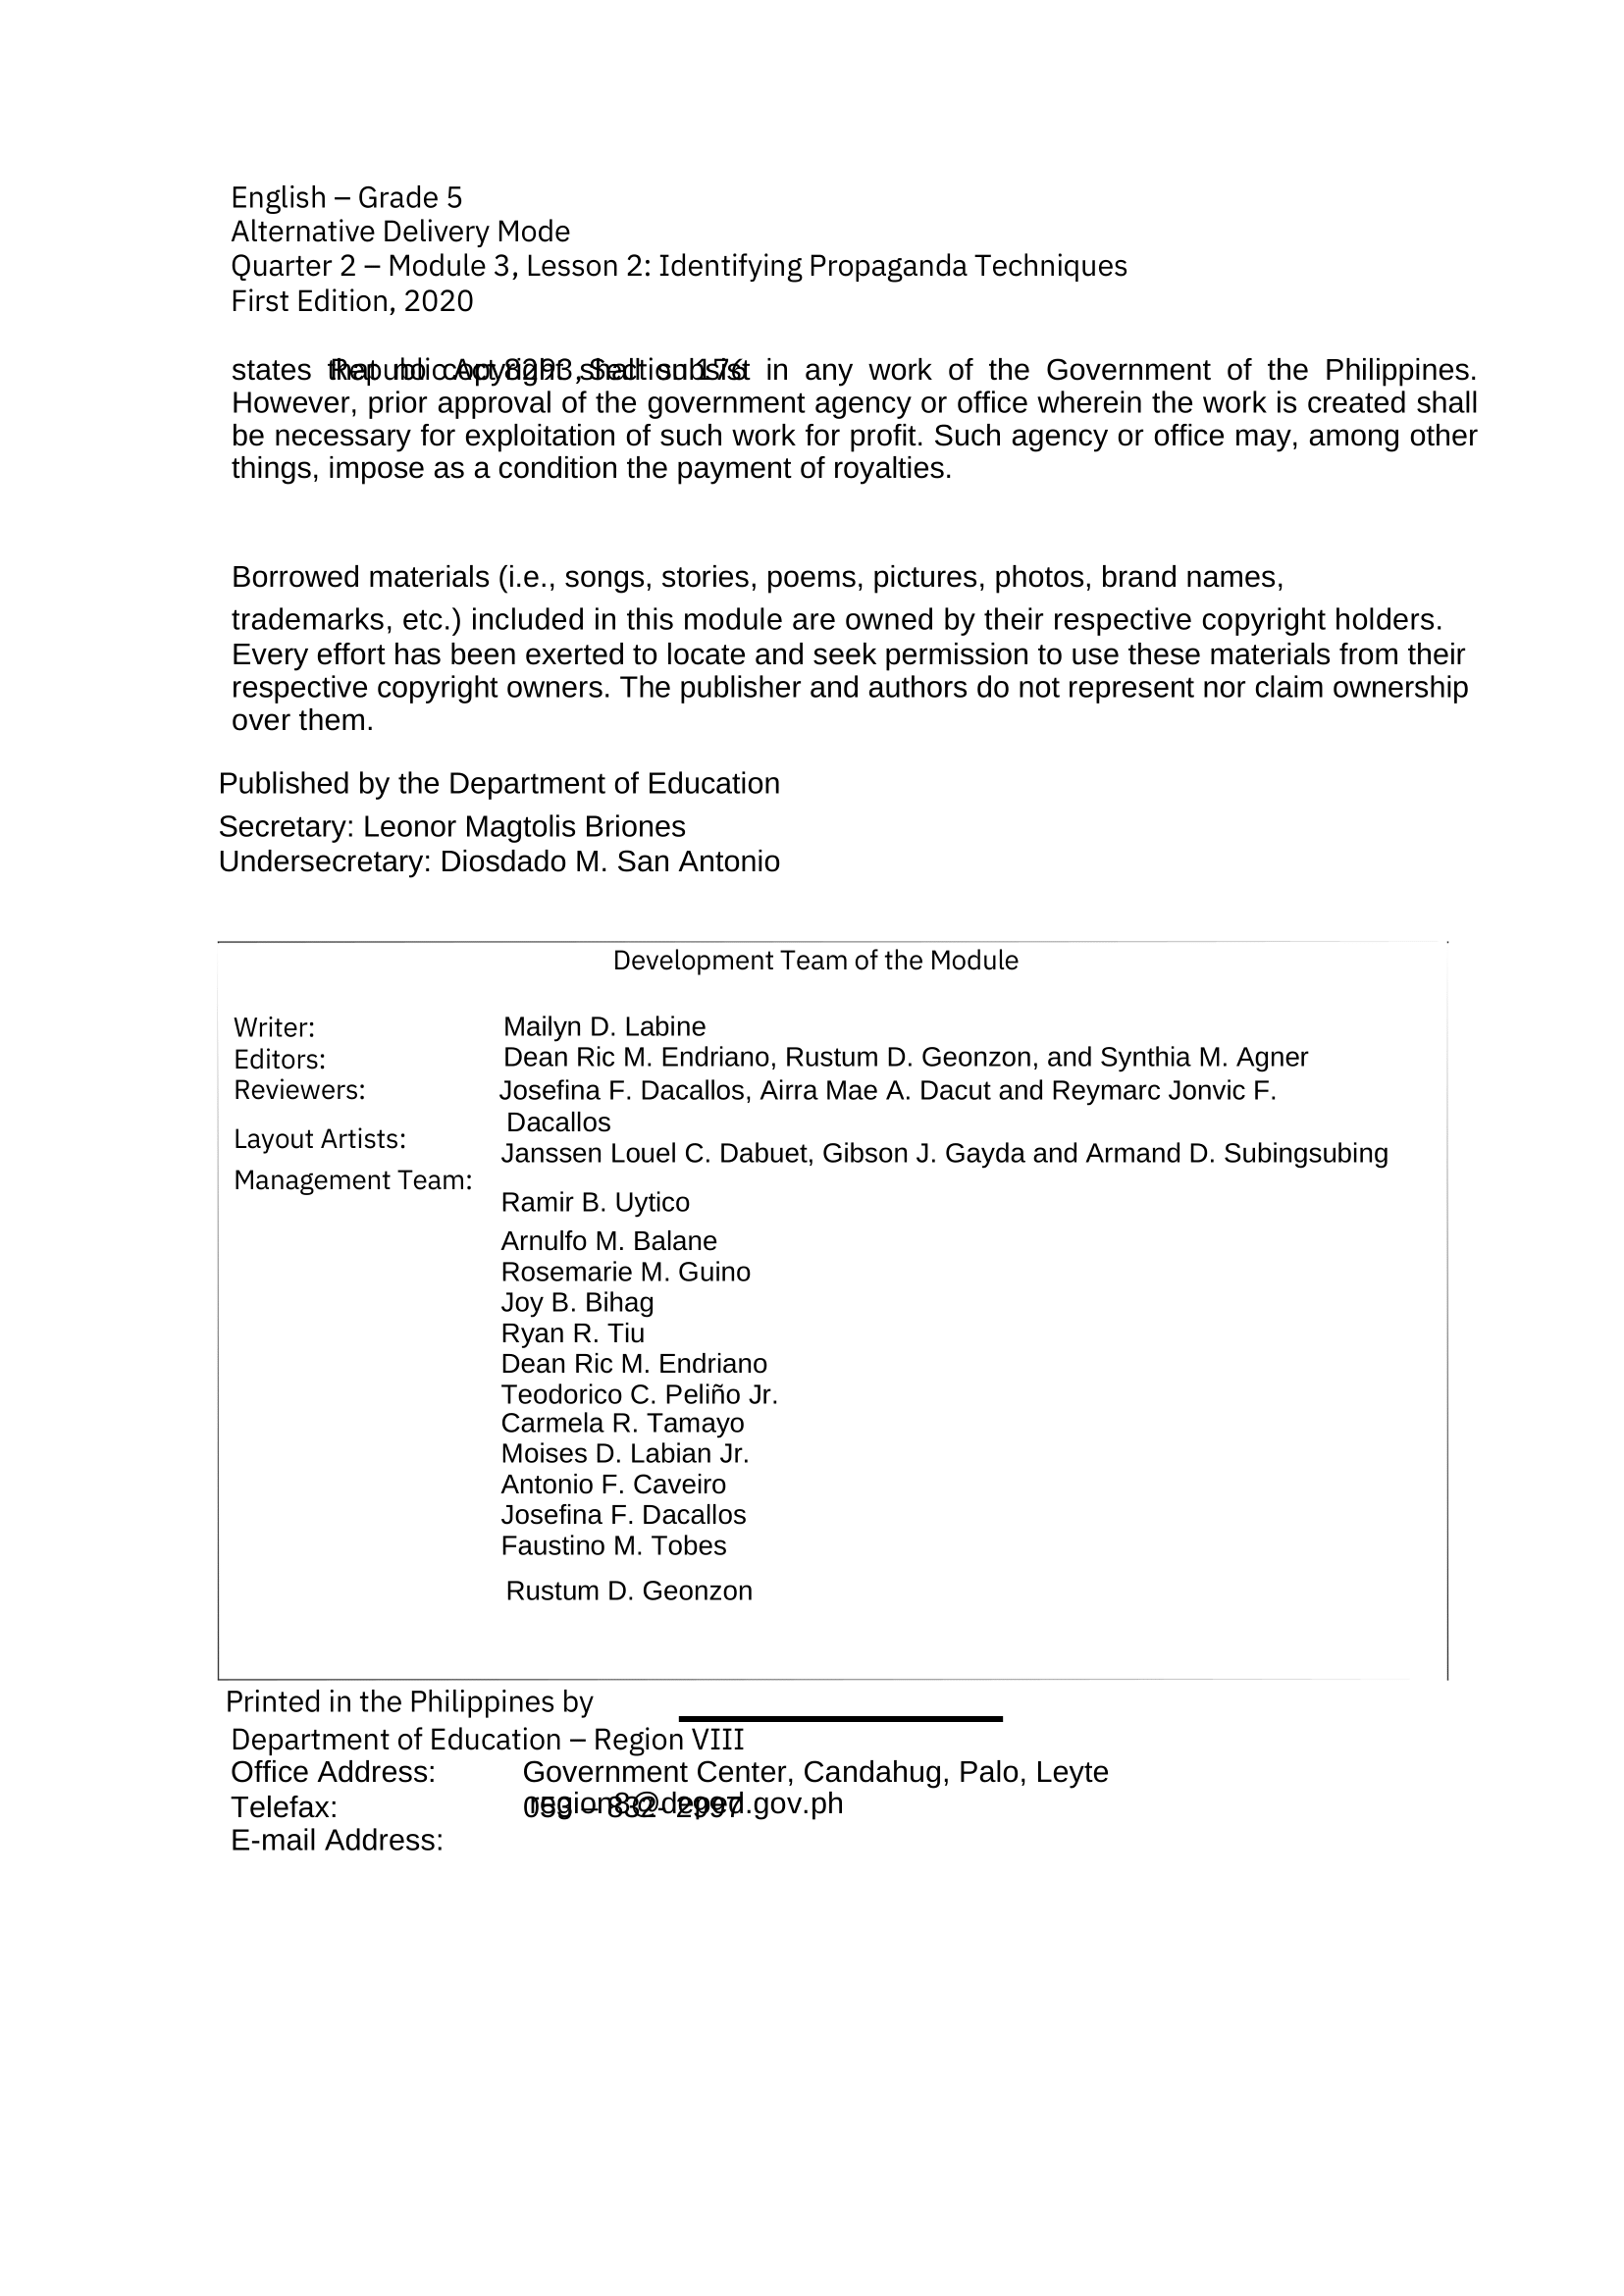 English – Grade 5
Alternative Delivery Mode
Quarter 2 – Module 3, Lesson 2: Identifying Propaganda Techniques
First Edition, 2020
Republic Act 8293, Section 176
states that no copyright shall subsist in any work of the Government of the Philippines.
However, prior approval of the government agency or office wherein the work is created shall
be necessary for exploitation of such work for profit. Such agency or office may, among other
things, impose as a condition the payment of royalties.
Borrowed materials (i.e., songs, stories, poems, pictures, photos, brand names,
trademarks, etc.) included in this module are owned by their respective copyright holders.
Every effort has been exerted to locate and seek permission to use these materials from their
respective copyright owners. The publisher and authors do not represent nor claim ownership
over them.
Published by the Department of Education
Secretary: Leonor Magtolis Briones
Undersecretary: Diosdado M. San Antonio
Development Team of the Module
Writer: Mailyn D. Labine
Editors: Dean Ric M. Endriano, Rustum D. Geonzon, and Synthia M. Agner
Reviewers: Josefina F. Dacallos, Airra Mae A. Dacut and Reymarc Jonvic F.
Dacallos
Layout Artists: Janssen Louel C. Dabuet, Gibson J. Gayda and Armand D. Subingsubing
Management Team: Ramir B. Uytico
Arnulfo M. Balane
Rosemarie M. Guino
Joy B. Bihag
Ryan R. Tiu
Dean Ric M. Endriano
Teodorico C. Peliño Jr.
Carmela R. Tamayo
Moises D. Labian Jr.
Antonio F. Caveiro
Josefina F. Dacallos
Faustino M. Tobes
Rustum D. Geonzon
Printed in the Philippines by
Department of Education – Region VIII
Office Address: Government Center, Candahug, Palo, Leyte
Telefax: 053 – 832- 2997
E-mail Address: region8@deped.gov.ph